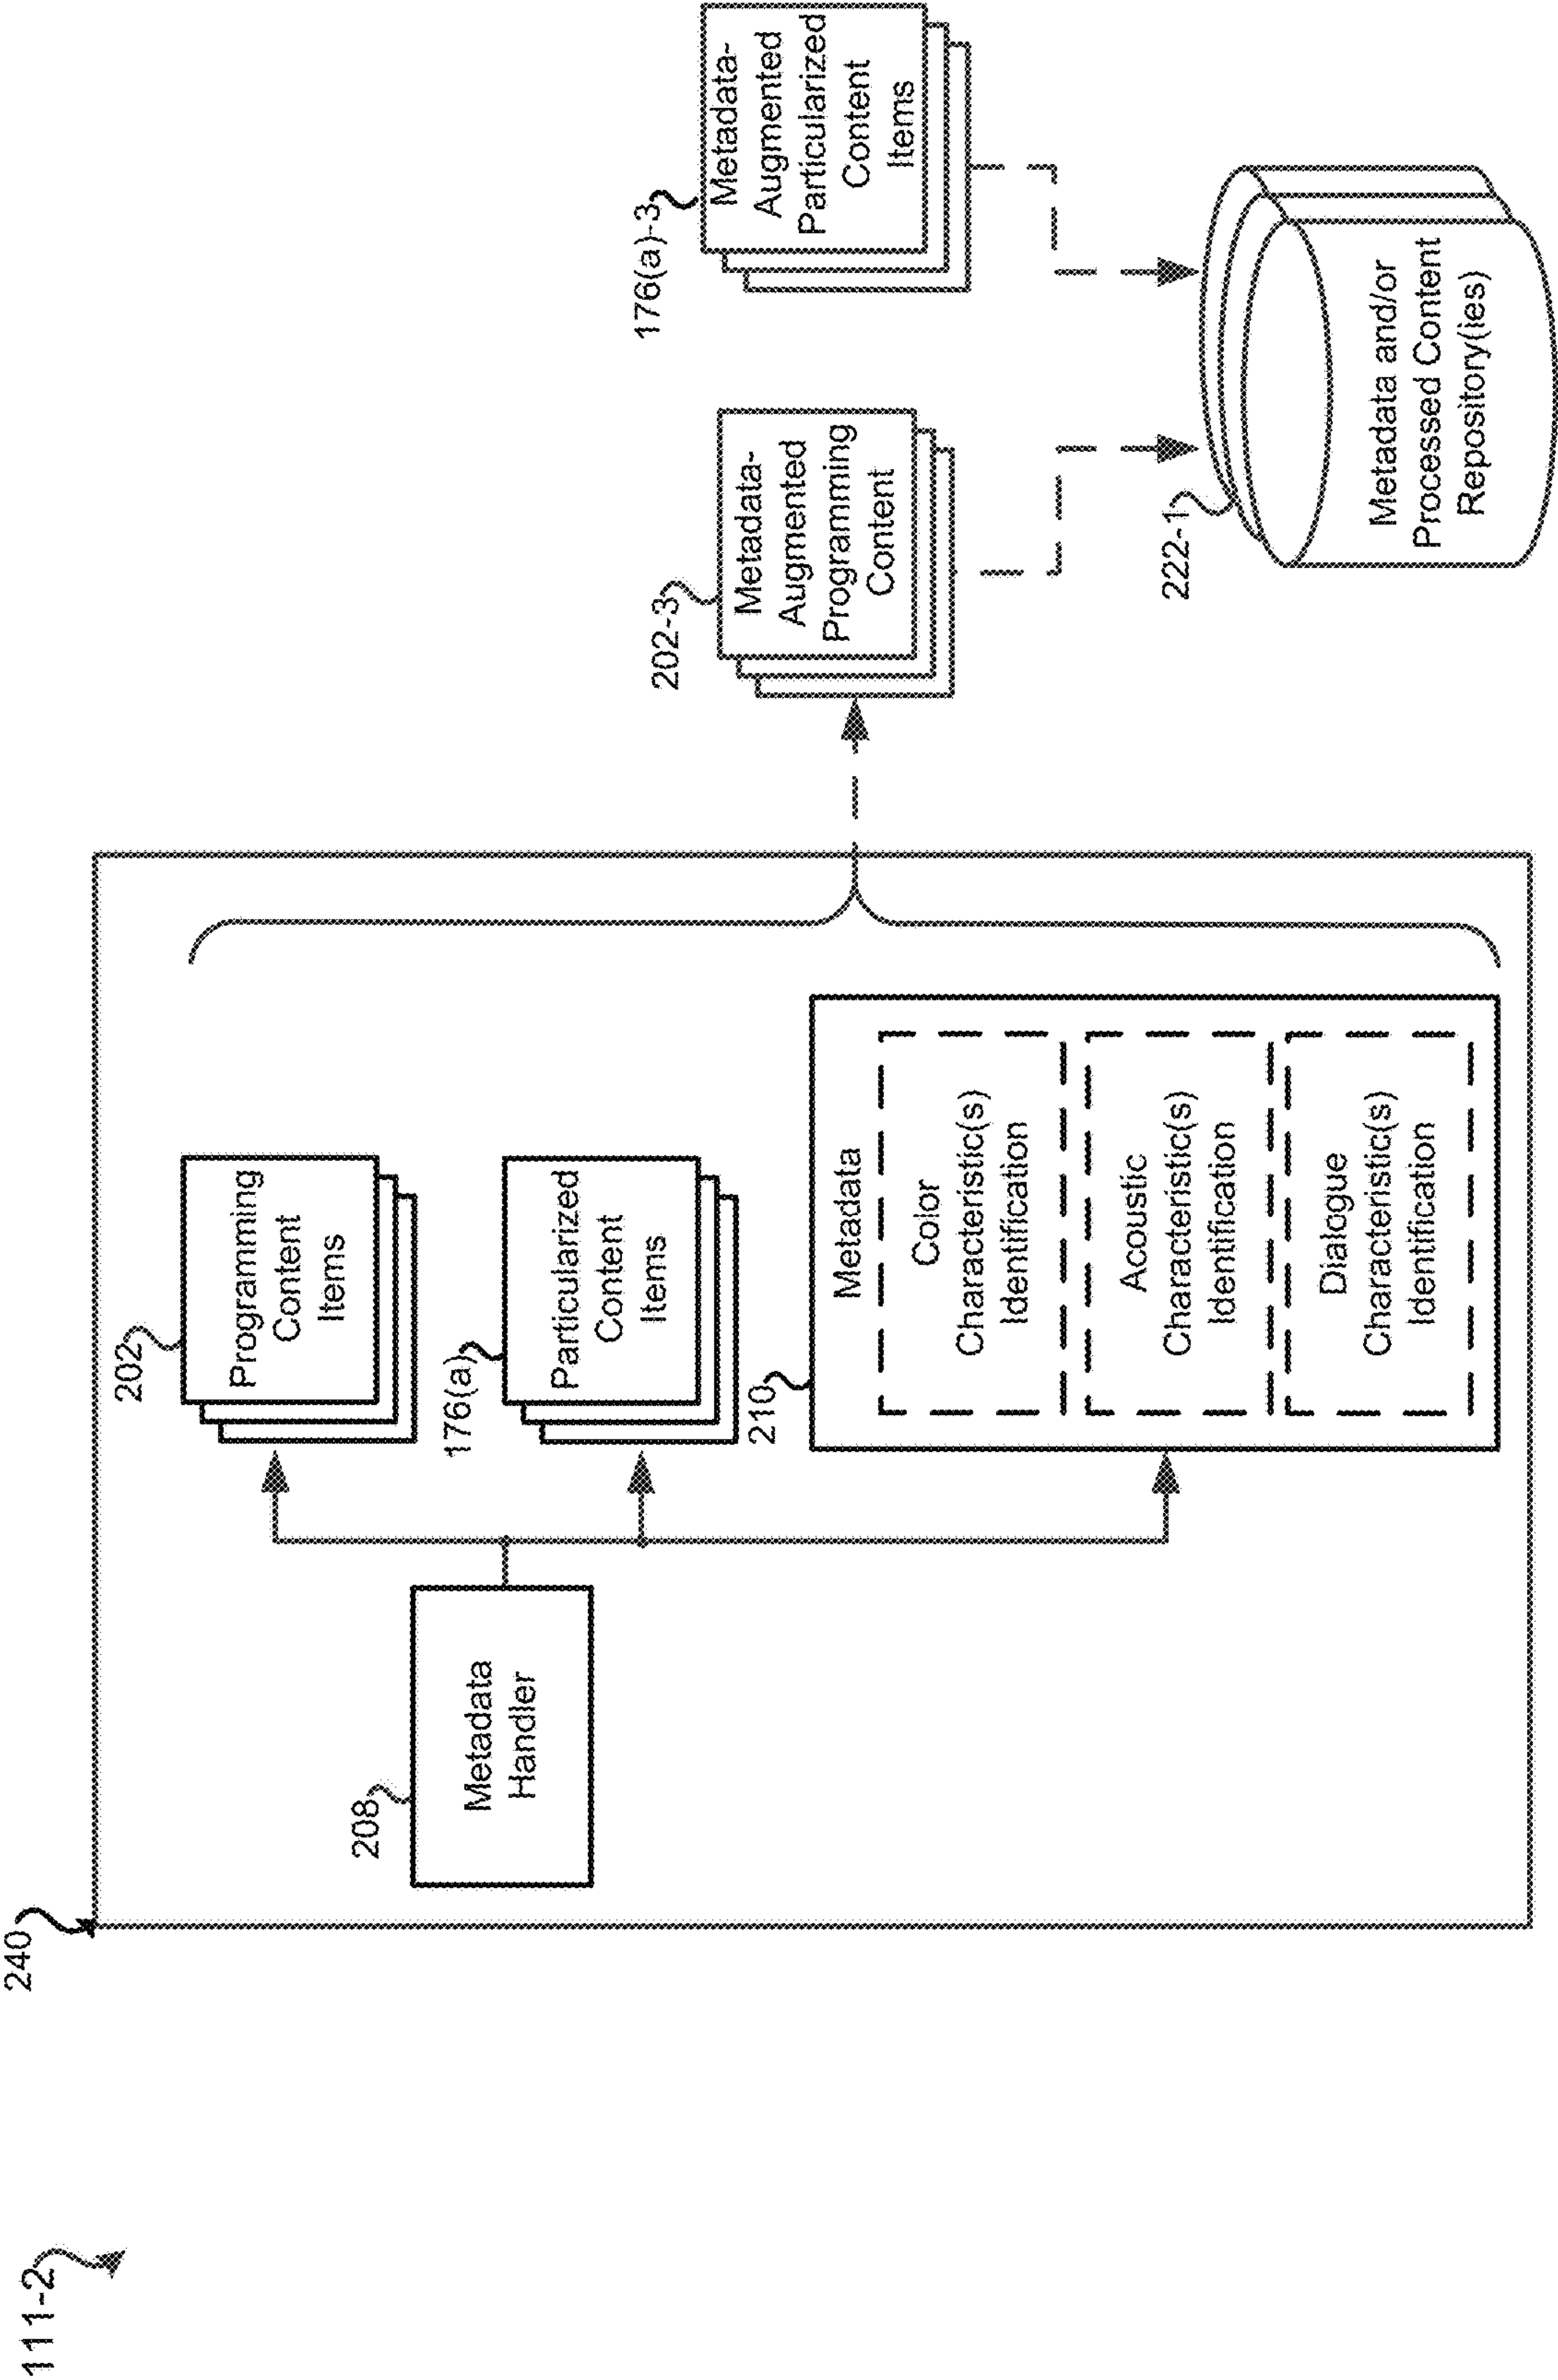 111-2
240
208
Metadata
Handler
202
Programming
Content
Items
176(a)
Particularized
Content
Items
210
Metadata
Color
Characteristic(s)
Identification
Acoustic
Characteristic(s)
Identification
Dialogue
Characteristic(s)
Identification
202-3
Metadata-
Augmented
Programming
Content
176(a)-3
Metadata-
Augmented
Particularized
Content
Items
222-1
Metadata and/or
Processed Content
Repository(ies)